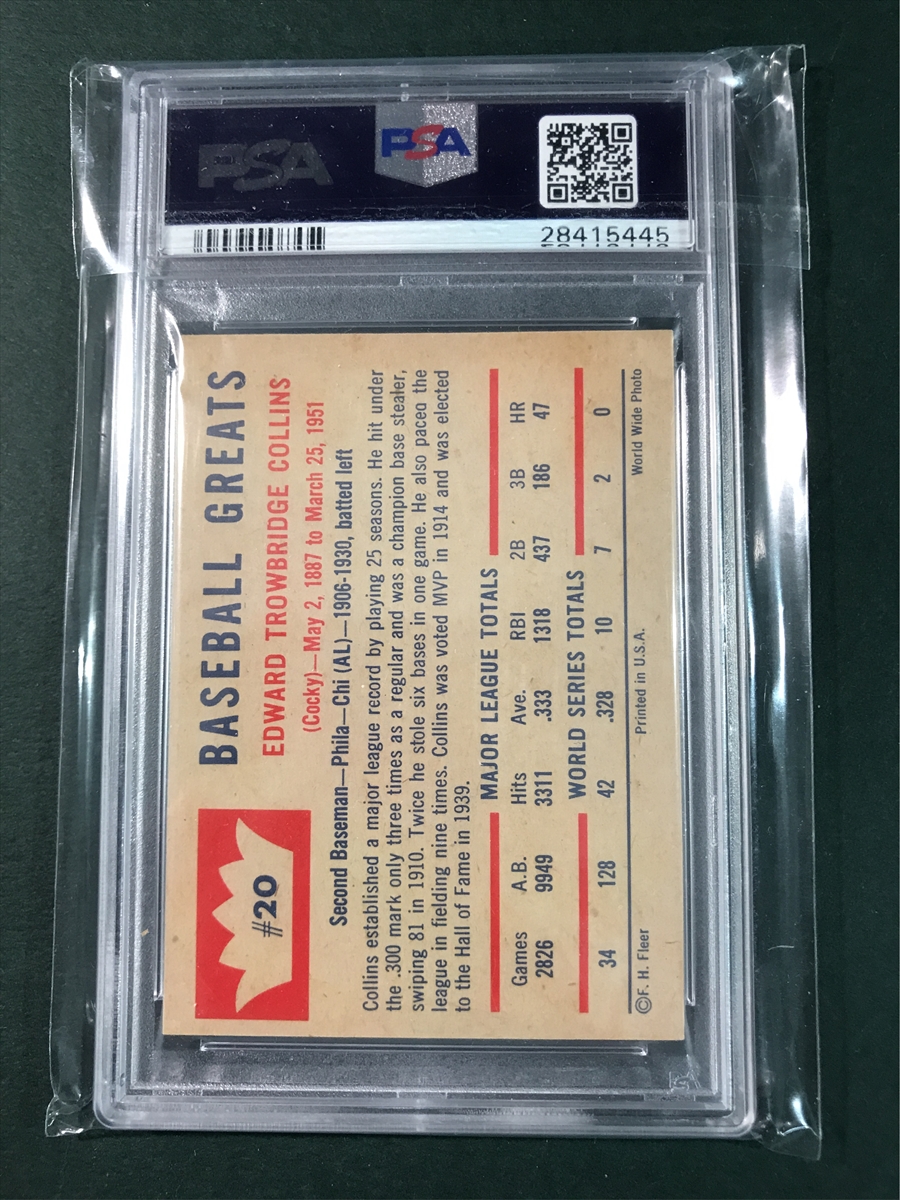 PSA
PSA
28415445
#20
BASEBALL GREATS
EDWARD TROWBRIDGE COLLINS
(Cocky)—May 2, 1887 to March 25, 1951
Second Baseman—Phila—Chi (AL)—1906-1930, batted left
Collins established a major league record by playing 25 seasons. He hit under
the .300 mark only three times as a regular and was a champion base stealer,
swiping 81 in 1910. Twice he stole six bases in one game. He also paced the
league in fielding nine times. Collins was voted MVP in 1914 and was elected
to the Hall of Fame in 1939.
MAJOR LEAGUE TOTALS
Games A.B. Hits Ave. RBI 2B 3B HR
2826 9949 3311 .333 1318 437 186 47
WORLD SERIES TOTALS
34 128 42 .328 10 7 2 0
©F. H. Fleer Printed in U.S.A. World Wide Photo